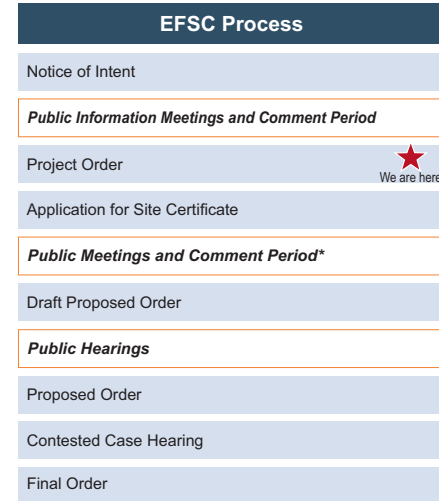 EFSC Process
Notice of Intent
Public Information Meetings and Comment Period
Project Order
We are here
Application for Site Certificate
Public Meetings and Comment Period*
Draft Proposed Order
Public Hearings
Proposed Order
Contested Case Hearing
Final Order